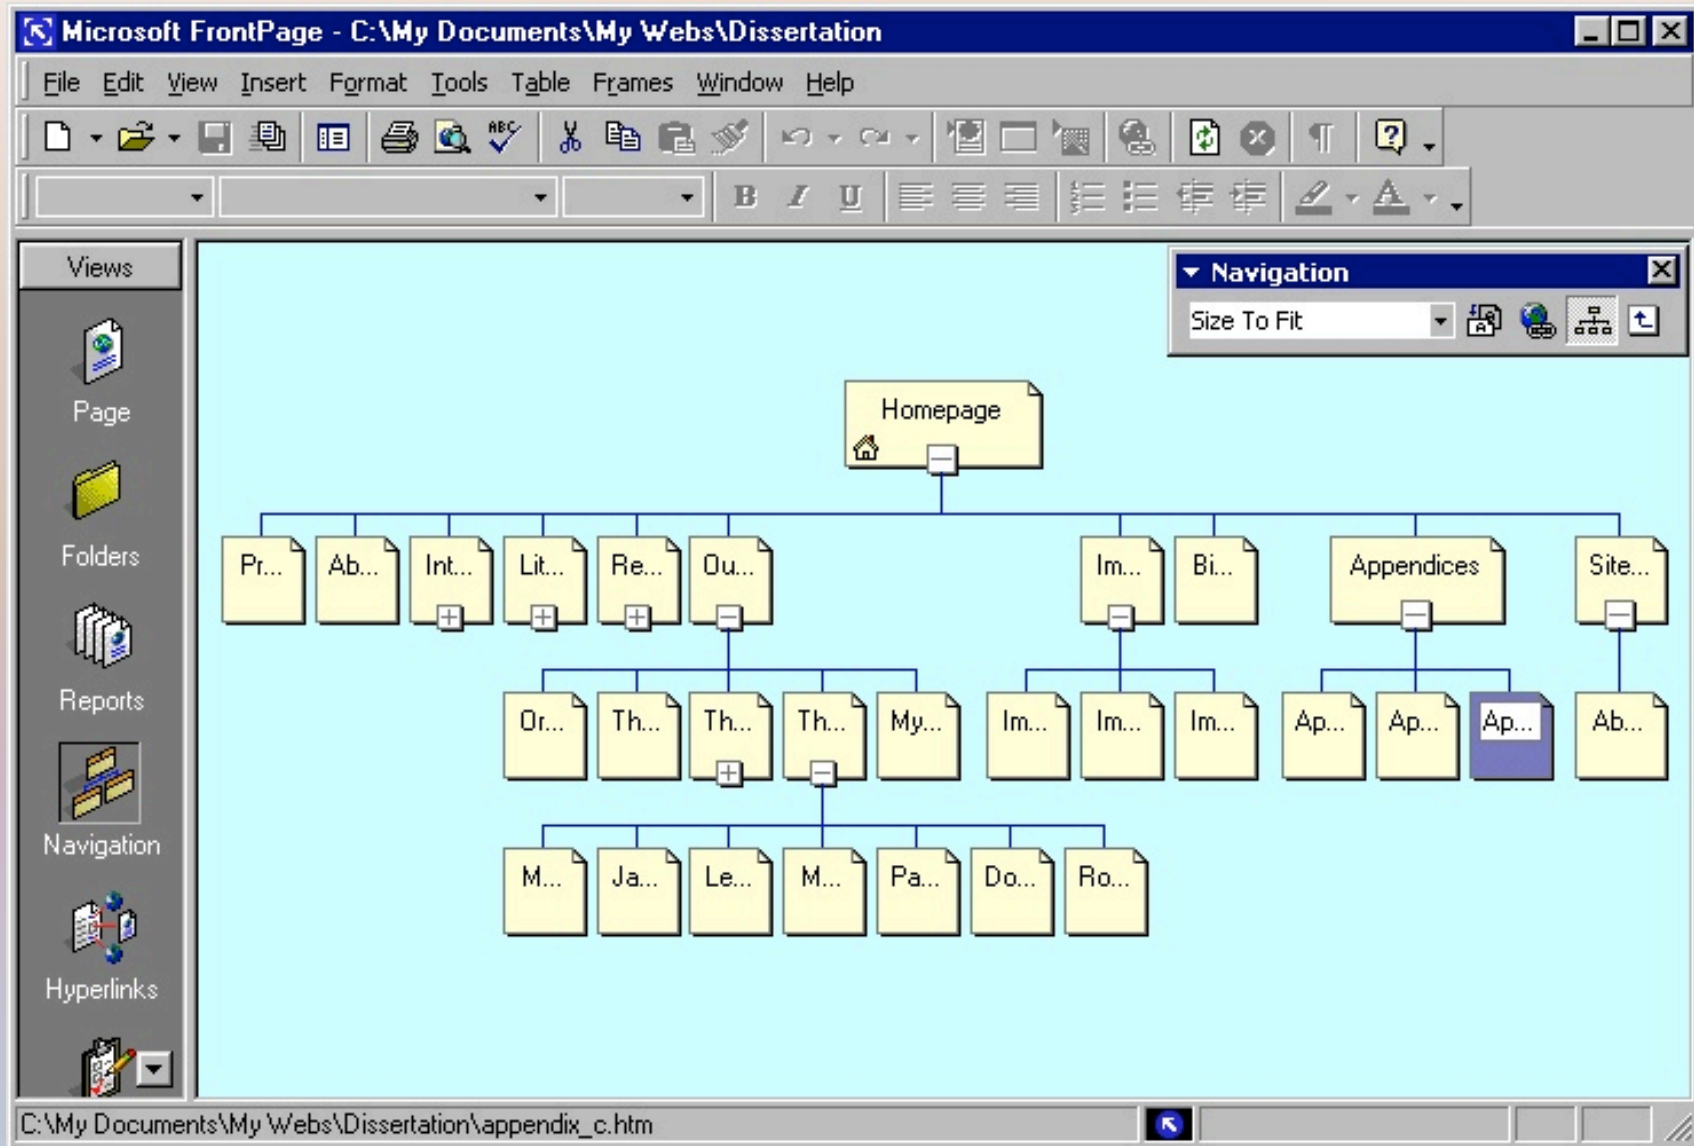 Microsoft FrontPage - C:\My Documents\My Webs\Dissertation
File Edit View Insert Format Tools Table Frames Window Help
ABC
B I U A
Views
Navigation
Size To Fit
Page
Homepage
Folders
Pr... Ab... Int... Lit... Re... Ou... Im... Bi... Appendices Site...
Reports
Or... Th... Th... Th... My... Im... Im... Im... Ap... Ap... Ap... Ab...
Navigation
M... Ja... Le... M... Pa... Do... Ro...
Hyperlinks
C:\My Documents\My Webs\Dissertation\appendix_c.htm